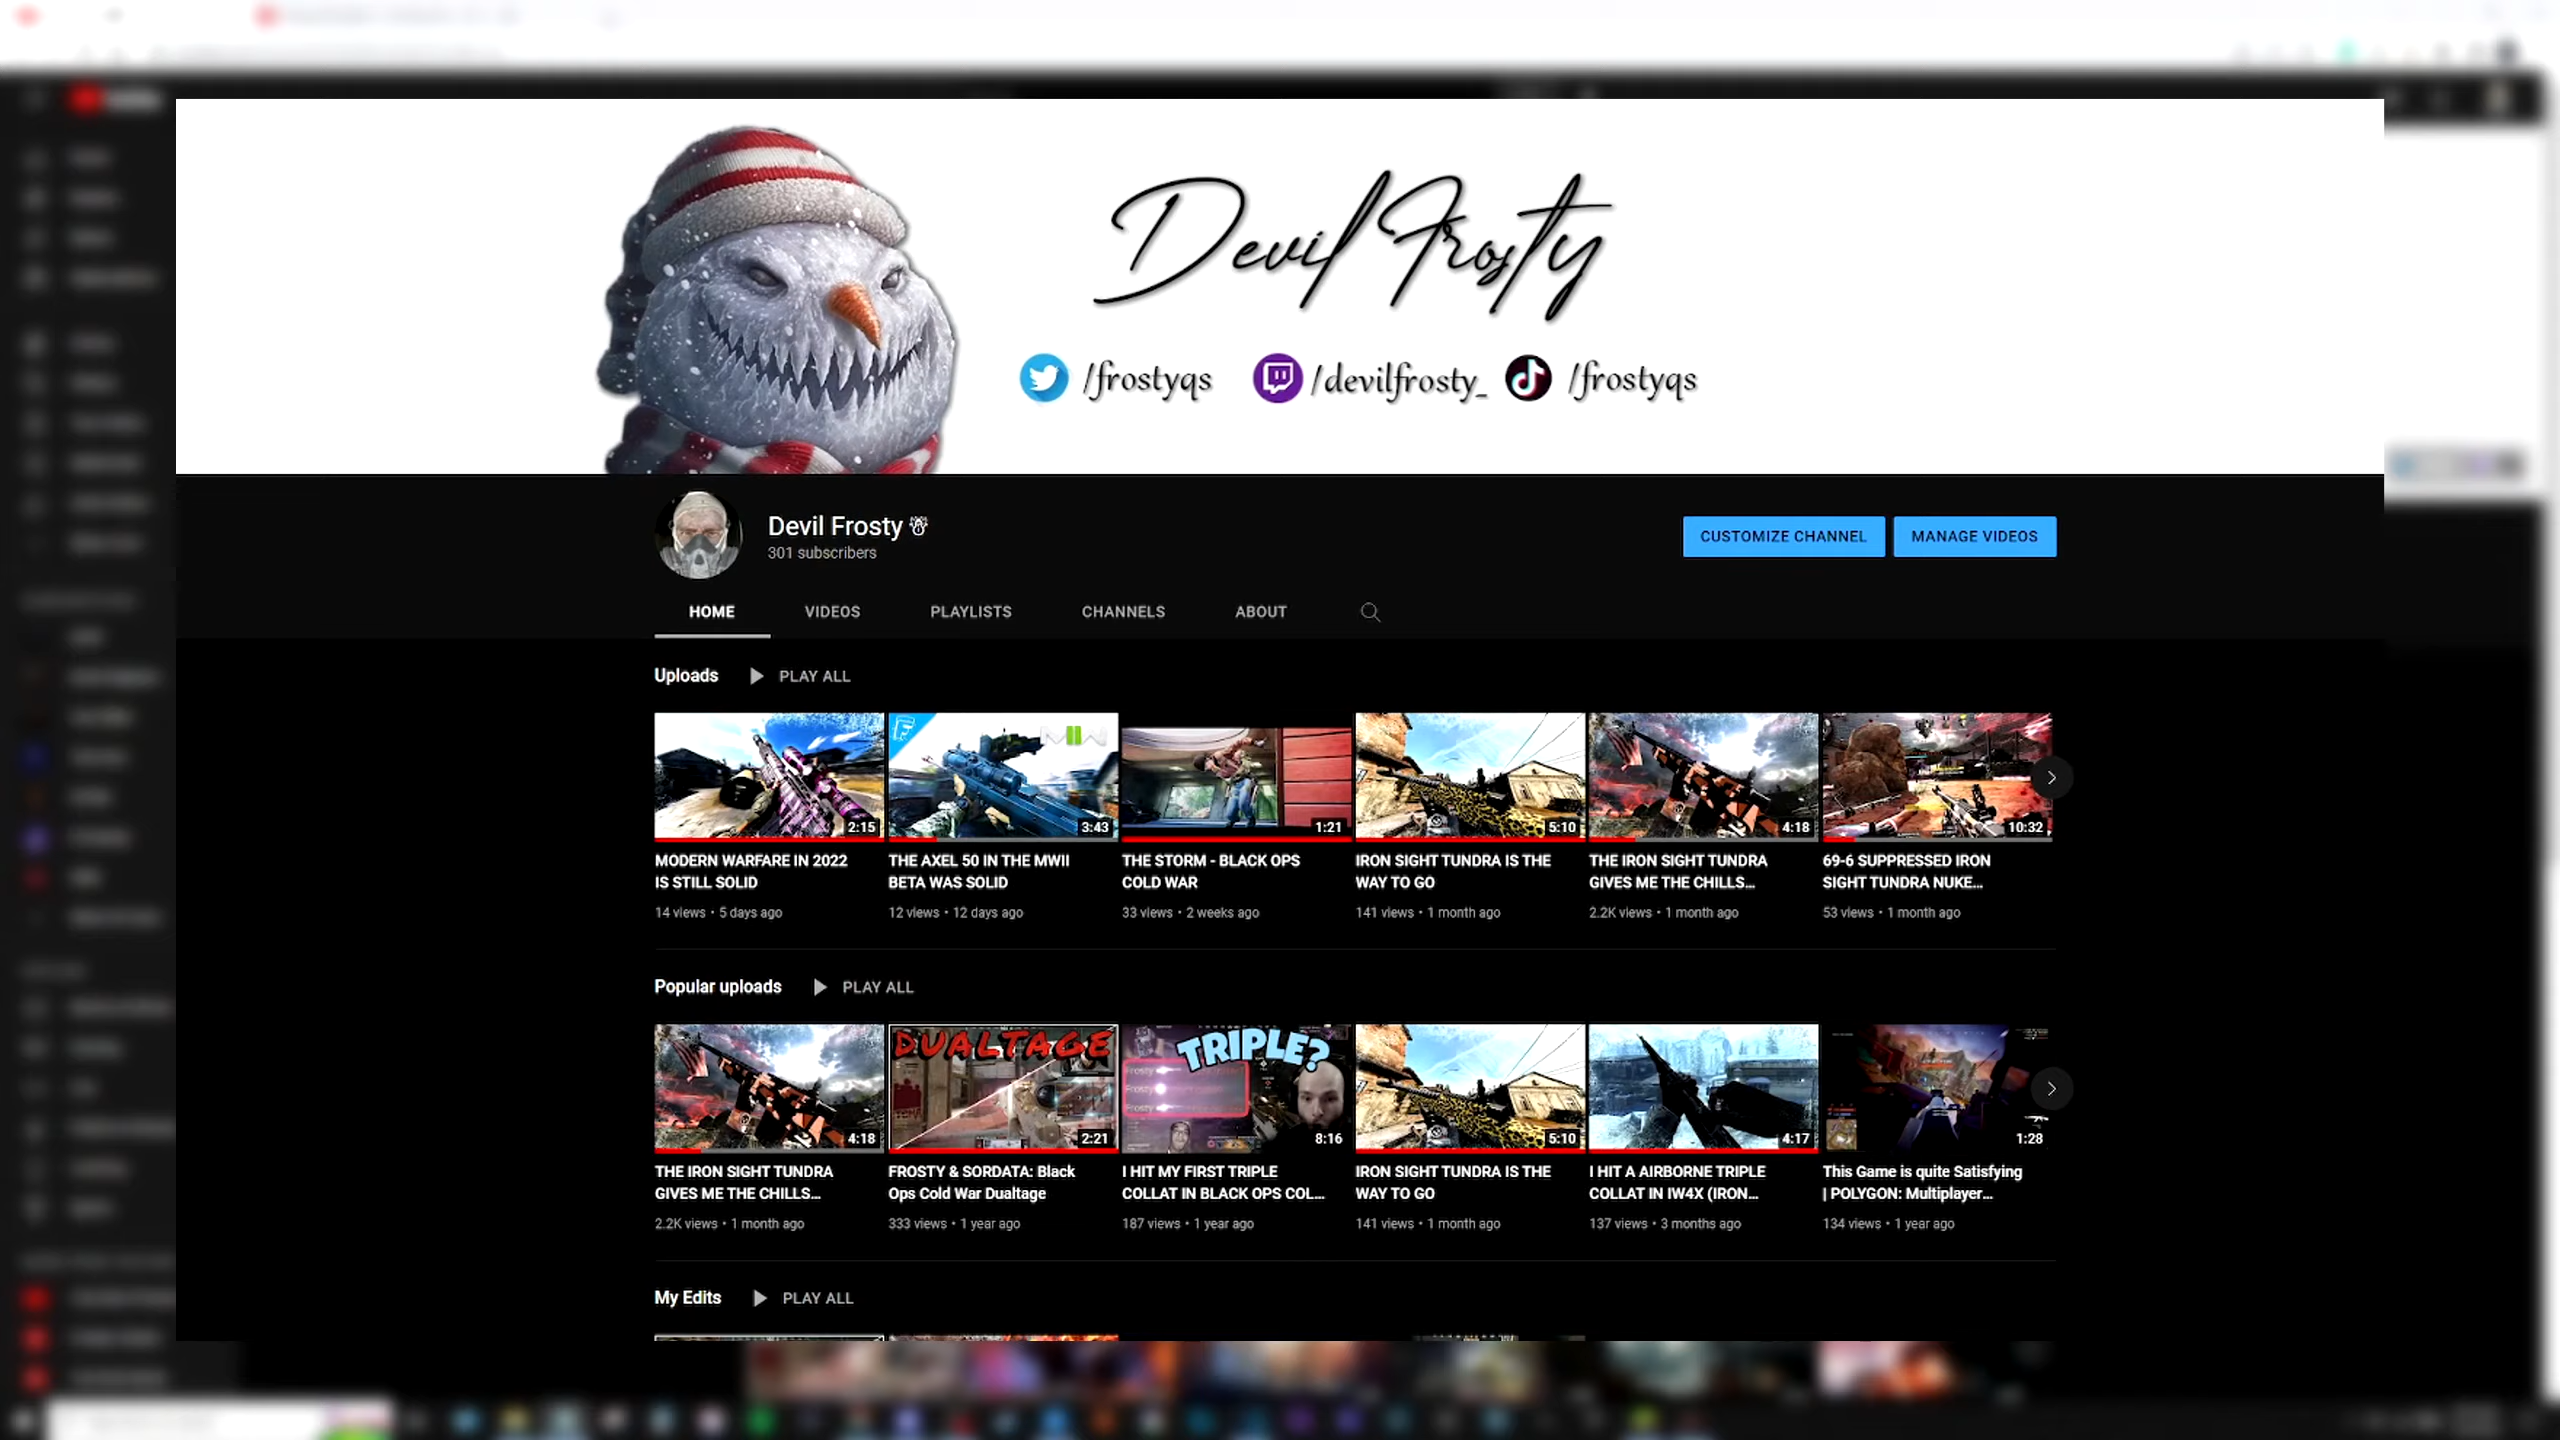 Devil Frosty
/frostyqs /devilfrosty_ /frostyqs
Devil Frosty ☃
301 subscribers
CUSTOMIZE CHANNEL MANAGE VIDEOS
HOME VIDEOS PLAYLISTS CHANNELS ABOUT
Uploads PLAY ALL
2:15 3:43 1:21 5:10 4:18 10:32
MODERN WARFARE IN 2022 THE AXEL 50 IN THE MWII THE STORM - BLACK OPS IRON SIGHT TUNDRA IS THE THE IRON SIGHT TUNDRA 69-6 SUPPRESSED IRON
IS STILL SOLID BETA WAS SOLID COLD WAR WAY TO GO GIVES ME THE CHILLS... SIGHT TUNDRA NUKE...
14 views • 5 days ago 12 views • 12 days ago 33 views • 2 weeks ago 141 views • 1 month ago 2.2K views • 1 month ago 53 views • 1 month ago
Popular uploads PLAY ALL
DUALTAGE TRIPLE?
Frosty
Frosty
Frosty
4:18 2:21 8:16 5:10 4:17 1:28
THE IRON SIGHT TUNDRA FROSTY & SORDATA: Black I HIT MY FIRST TRIPLE IRON SIGHT TUNDRA IS THE I HIT A AIRBORNE TRIPLE This Game is quite Satisfying
GIVES ME THE CHILLS... Ops Cold War Dualtage COLLAT IN BLACK OPS COL... WAY TO GO COLLAT IN IW4X (IRON... | POLYGON: Multiplayer...
2.2K views • 1 month ago 333 views • 1 year ago 187 views • 1 year ago 141 views • 1 month ago 137 views • 3 months ago 134 views • 1 year ago
My Edits PLAY ALL